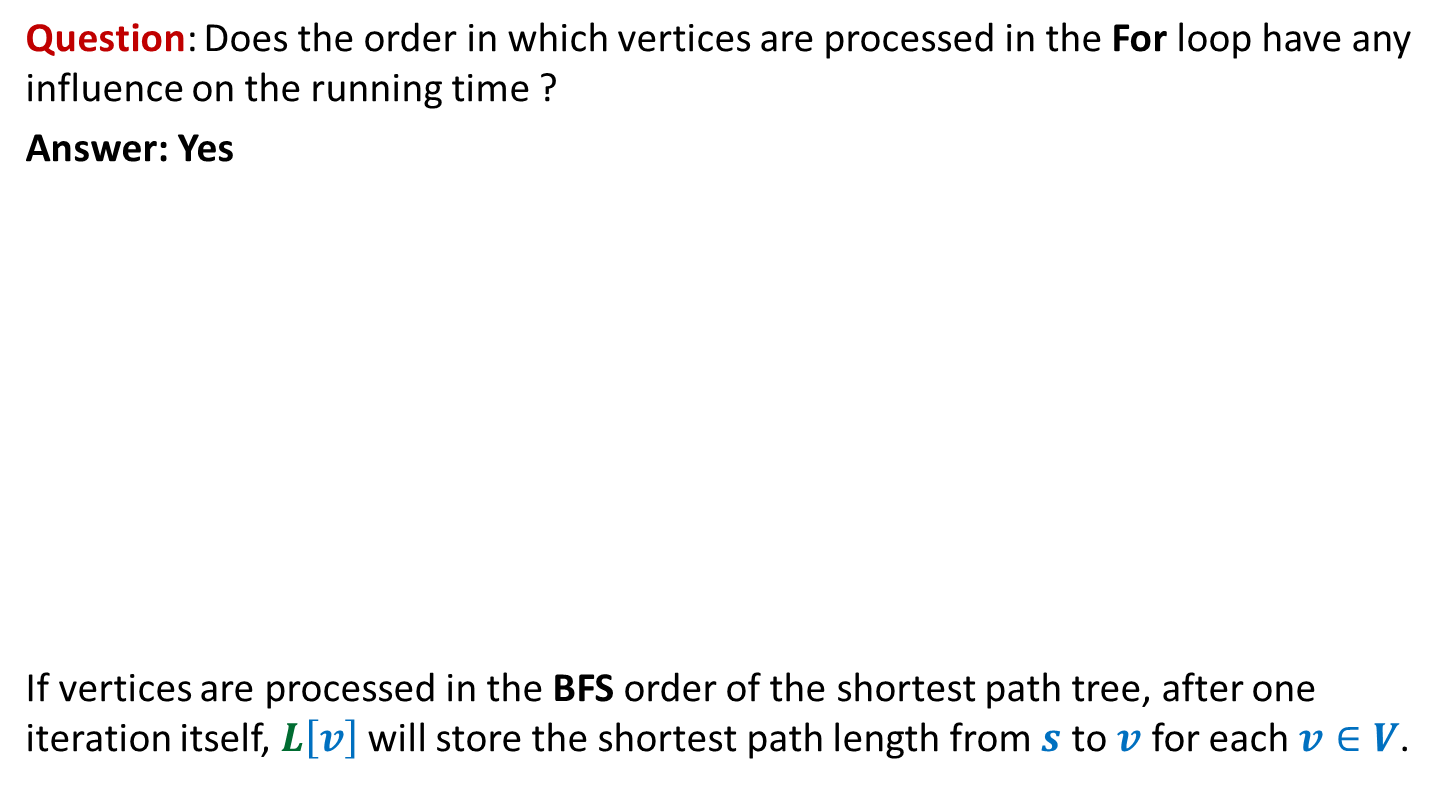 Question: Does the order in which vertices are processed in the For loop have any
influence on the running time ?
Answer: Yes
If vertices are processed in the BFS order of the shortest path tree, after one
iteration itself, L[v] will store the shortest path length from s to v for each v ∈ V.